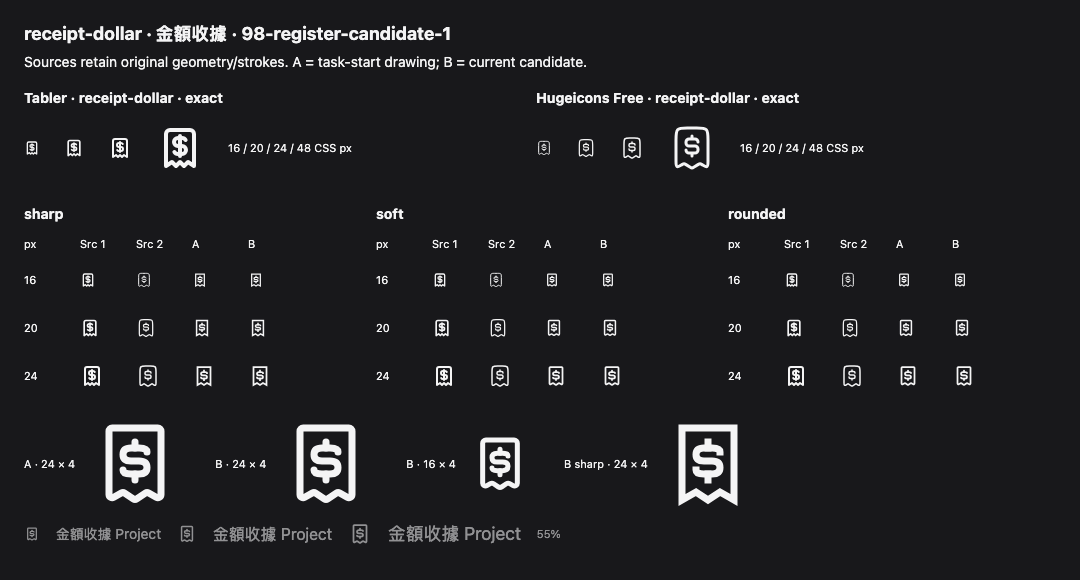 receipt-dollar · 金額收據 · 98-register-candidate-1
Sources retain original geometry/strokes. A = task-start drawing; B = current candidate.
Tabler · receipt-dollar · exact
Hugeicons Free · receipt-dollar · exact
16 / 20 / 24 / 48 CSS px
16 / 20 / 24 / 48 CSS px
sharp
soft
rounded
px Src 1 Src 2 A B
px Src 1 Src 2 A B
px Src 1 Src 2 A B
16
16
16
20
20
20
24
24
24
A · 24 × 4
B · 24 × 4
B · 16 × 4
B sharp · 24 × 4
金額收據 Project
金額收據 Project
金額收據 Project
55%